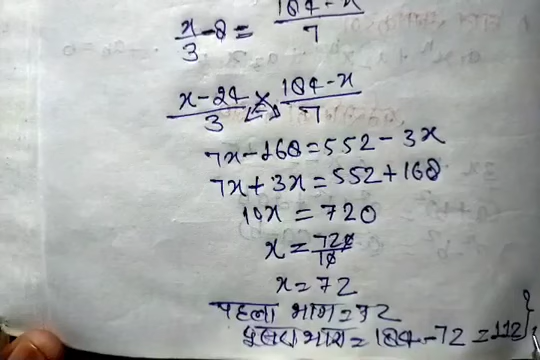 x/3 - 8 = 184-x/7
x-24/3 = 184-x/7
7x-168=552-3x
7x+3x=552+168
10x = 720
x = 720/10
x = 72
पहला भाग=72
दुसरा भाग=184-72=112